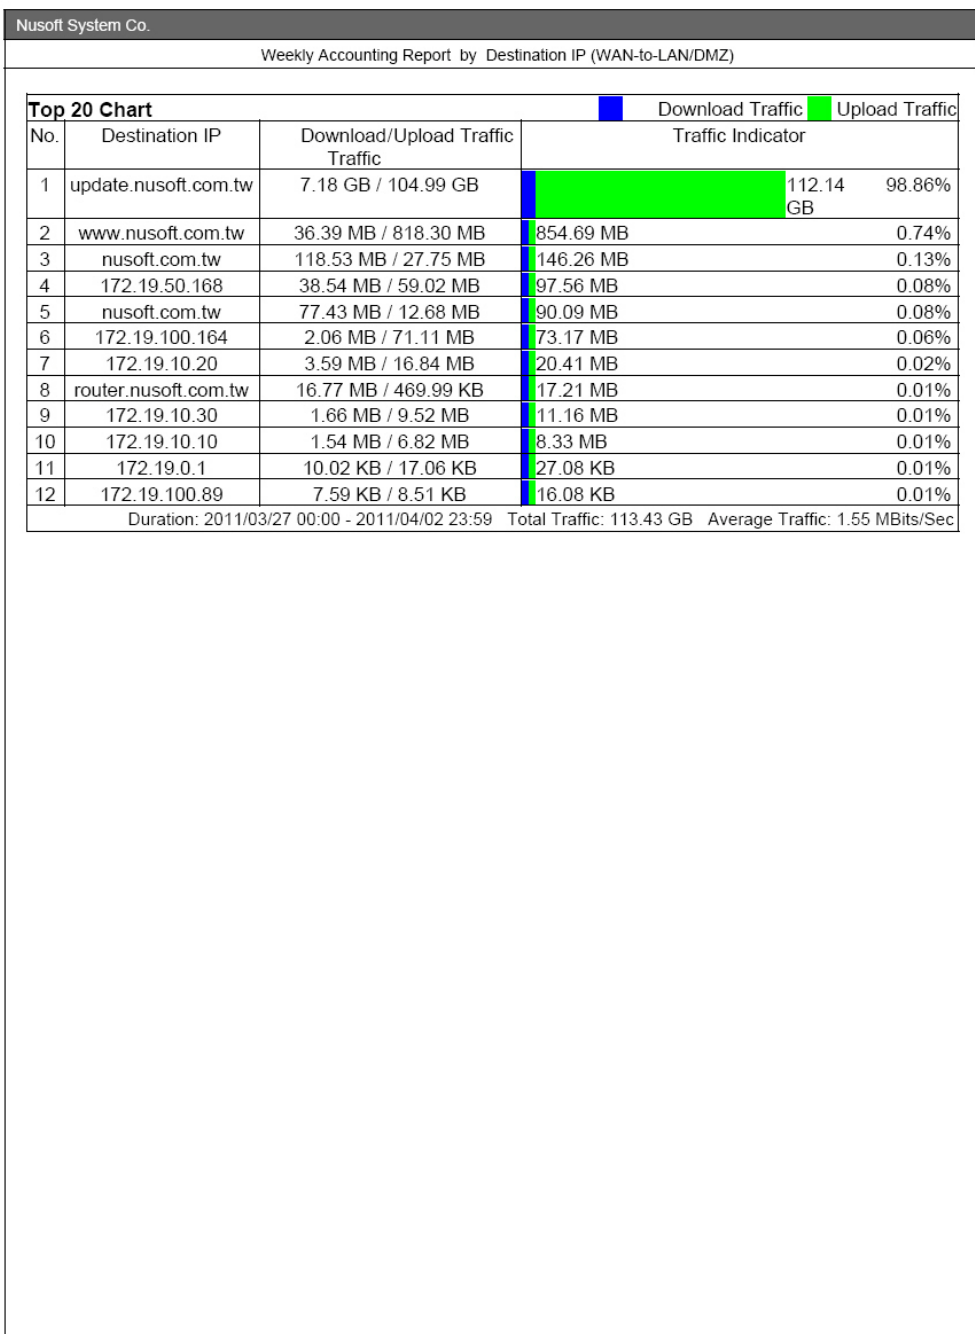 Nusoft System Co.
Weekly Accounting Report by Destination IP (WAN-to-LAN/DMZ)
Top 20 Chart Download Traffic Upload Traffic
No. Destination IP Download/Upload Traffic Traffic Indicator
Traffic
1 update.nusoft.com.tw 7.18 GB / 104.99 GB 112.14 98.86%
GB
2 www.nusoft.com.tw 36.39 MB / 818.30 MB 854.69 MB 0.74%
3 nusoft.com.tw 118.53 MB / 27.75 MB 146.26 MB 0.13%
4 172.19.50.168 38.54 MB / 59.02 MB 97.56 MB 0.08%
5 nusoft.com.tw 77.43 MB / 12.68 MB 90.09 MB 0.08%
6 172.19.100.164 2.06 MB / 71.11 MB 73.17 MB 0.06%
7 172.19.10.20 3.59 MB / 16.84 MB 20.41 MB 0.02%
8 router.nusoft.com.tw 16.77 MB / 469.99 KB 17.21 MB 0.01%
9 172.19.10.30 1.66 MB / 9.52 MB 11.16 MB 0.01%
10 172.19.10.10 1.54 MB / 6.82 MB 8.33 MB 0.01%
11 172.19.0.1 10.02 KB / 17.06 KB 27.08 KB 0.01%
12 172.19.100.89 7.59 KB / 8.51 KB 16.08 KB 0.01%
Duration: 2011/03/27 00:00 - 2011/04/02 23:59 Total Traffic: 113.43 GB Average Traffic: 1.55 MBits/Sec